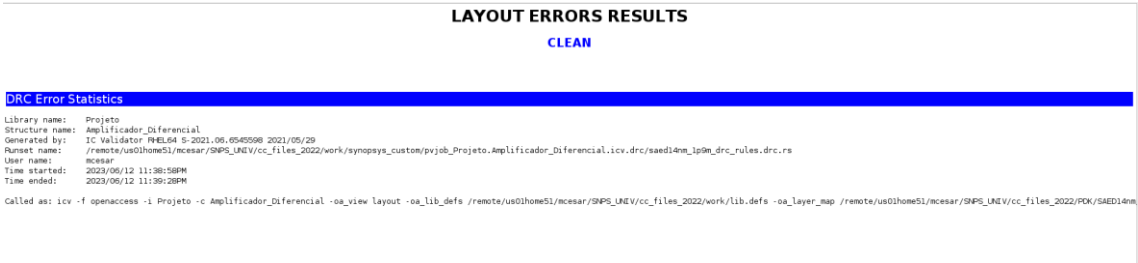 LAYOUT ERRORS RESULTS
CLEAN
DRC Error Statistics
Library name: Projeto
Structure name: Amplificador_Diferencial
Generated by: IC Validator RHEL64 S-2021.06.6545598 2021/05/29
Runset name: /remote/us01home51/mcesar/SNPS_UNIV/cc_files_2022/work/synopsys_custom/pvjob_Projeto.Amplificador_Diferencial.icv.drc/saed14nm_1p9m_drc_rules.drc.rs
User name: mcesar
Time started: 2023/06/12 11:38:58PM
Time ended: 2023/06/12 11:39:28PM
Called as: icv -f openaccess -i Projeto -c Amplificador_Diferencial -oa_view layout -oa_lib_defs /remote/us01home51/mcesar/SNPS_UNIV/cc_files_2022/work/lib.defs -oa_layer_map /remote/us01home51/mcesar/SNPS_UNIV/cc_files_2022/PDK/SAED14nm